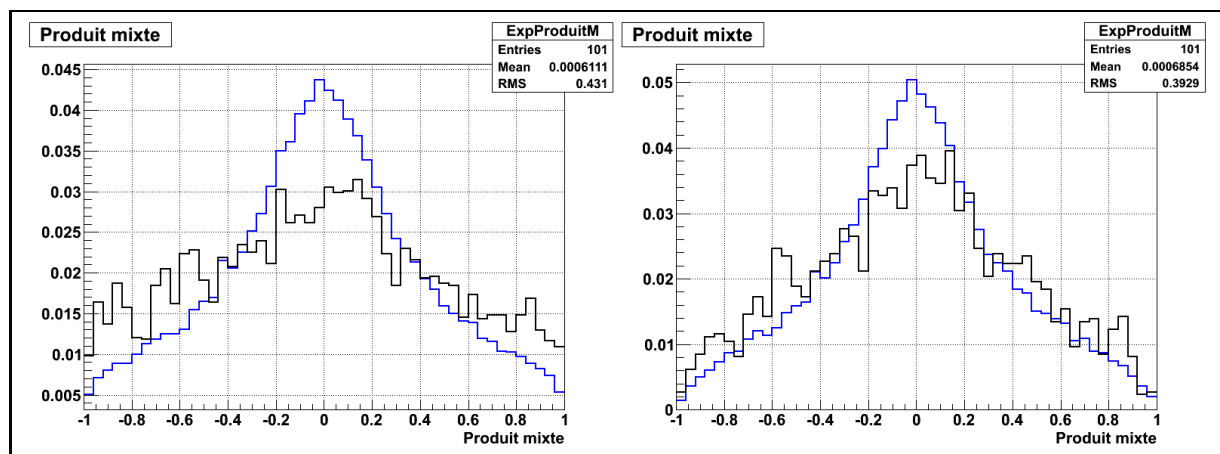 Produit mixte
ExpProduitM
Entries 101
Mean 0.0006111
RMS 0.431
0.045
0.04
0.035
0.03
0.025
0.02
0.015
0.01
0.005
-1 -0.8 -0.6 -0.4 -0.2 0 0.2 0.4 0.6 0.8 1
Produit mixte
Produit mixte
ExpProduitM
Entries 101
Mean 0.0006854
RMS 0.3929
0.05
0.04
0.03
0.02
0.01
0
-1 -0.8 -0.6 -0.4 -0.2 0 0.2 0.4 0.6 0.8 1
Produit mixte